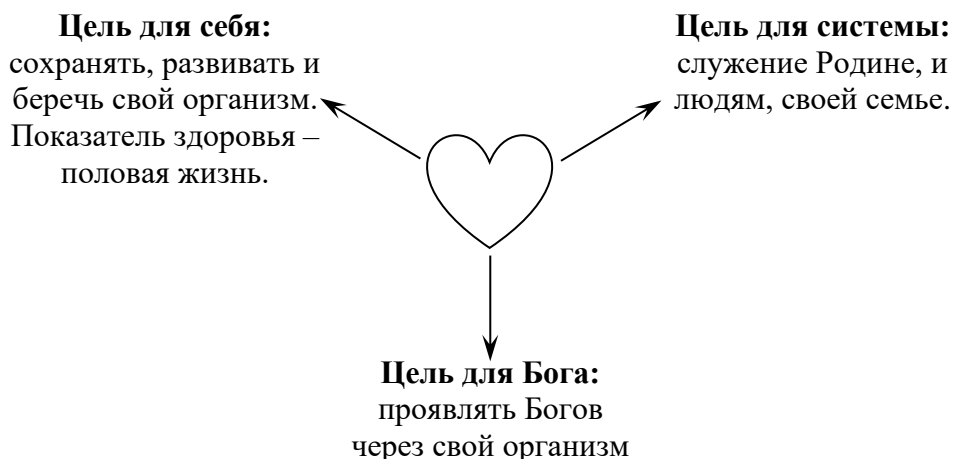 Цель для себя:
сохранять, развивать и
беречь свой организм.
Показатель здоровья –
половая жизнь.
Цель для системы:
служение Родине, и
людям, своей семье.
Цель для Бога:
проявлять Богов
через свой организм